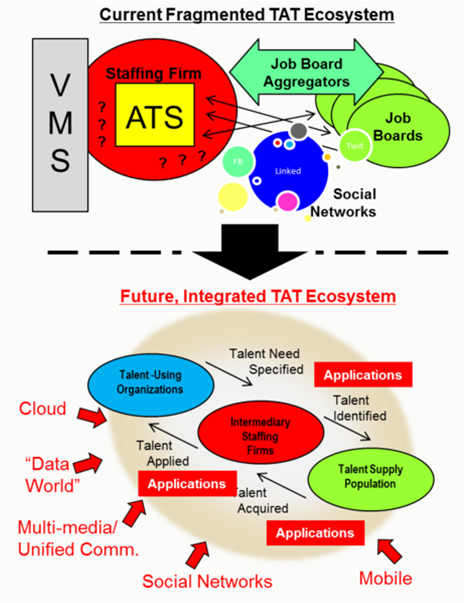 Current Fragmented TAT Ecosystem
V
M
S
Staffing Firm
ATS
? ? ?
? ? ?
Job Board
Aggregators
Job
Boards
Twit
FB
Linked
Social
Networks
Future, Integrated TAT Ecosystem
Talent-Using
Organizations
Talent Need
Specified
Applications
Talent
Identified
Intermediary
Staffing
Firms
Talent
Applied
Talent Supply
Population
Applications
Talent
Acquired
Applications
Cloud
"Data
World"
Multi-media/
Unified Comm.
Social Networks
Mobile